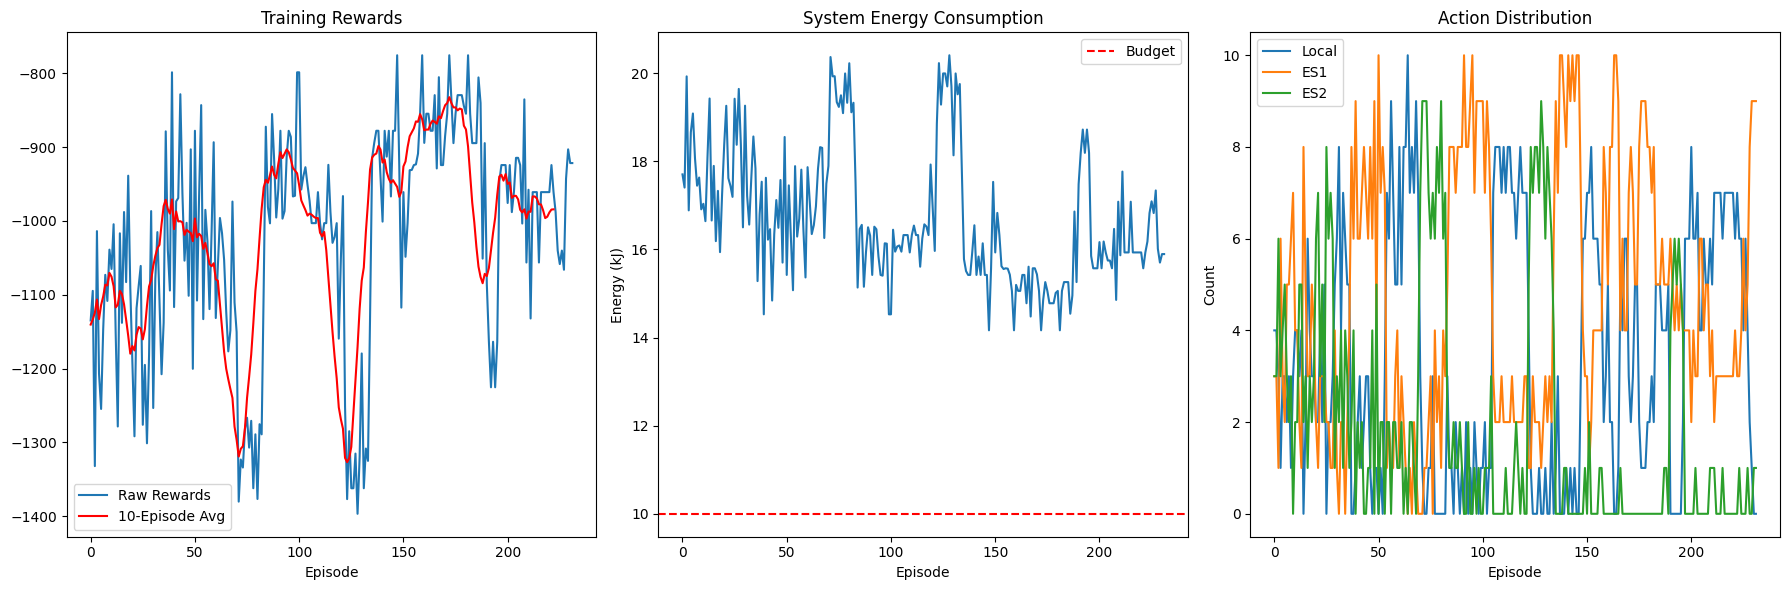 Training Rewards
−800
−900
−1000
−1100
−1200
−1300
−1400
Raw Rewards
10-Episode Avg
0
50
100
150
200
Episode
System Energy Consumption
Energy (kJ)
20
18
16
14
12
10
Budget
0
50
100
150
200
Episode
Action Distribution
Count
10
8
6
4
2
0
Local
ES1
ES2
0
50
100
150
200
Episode